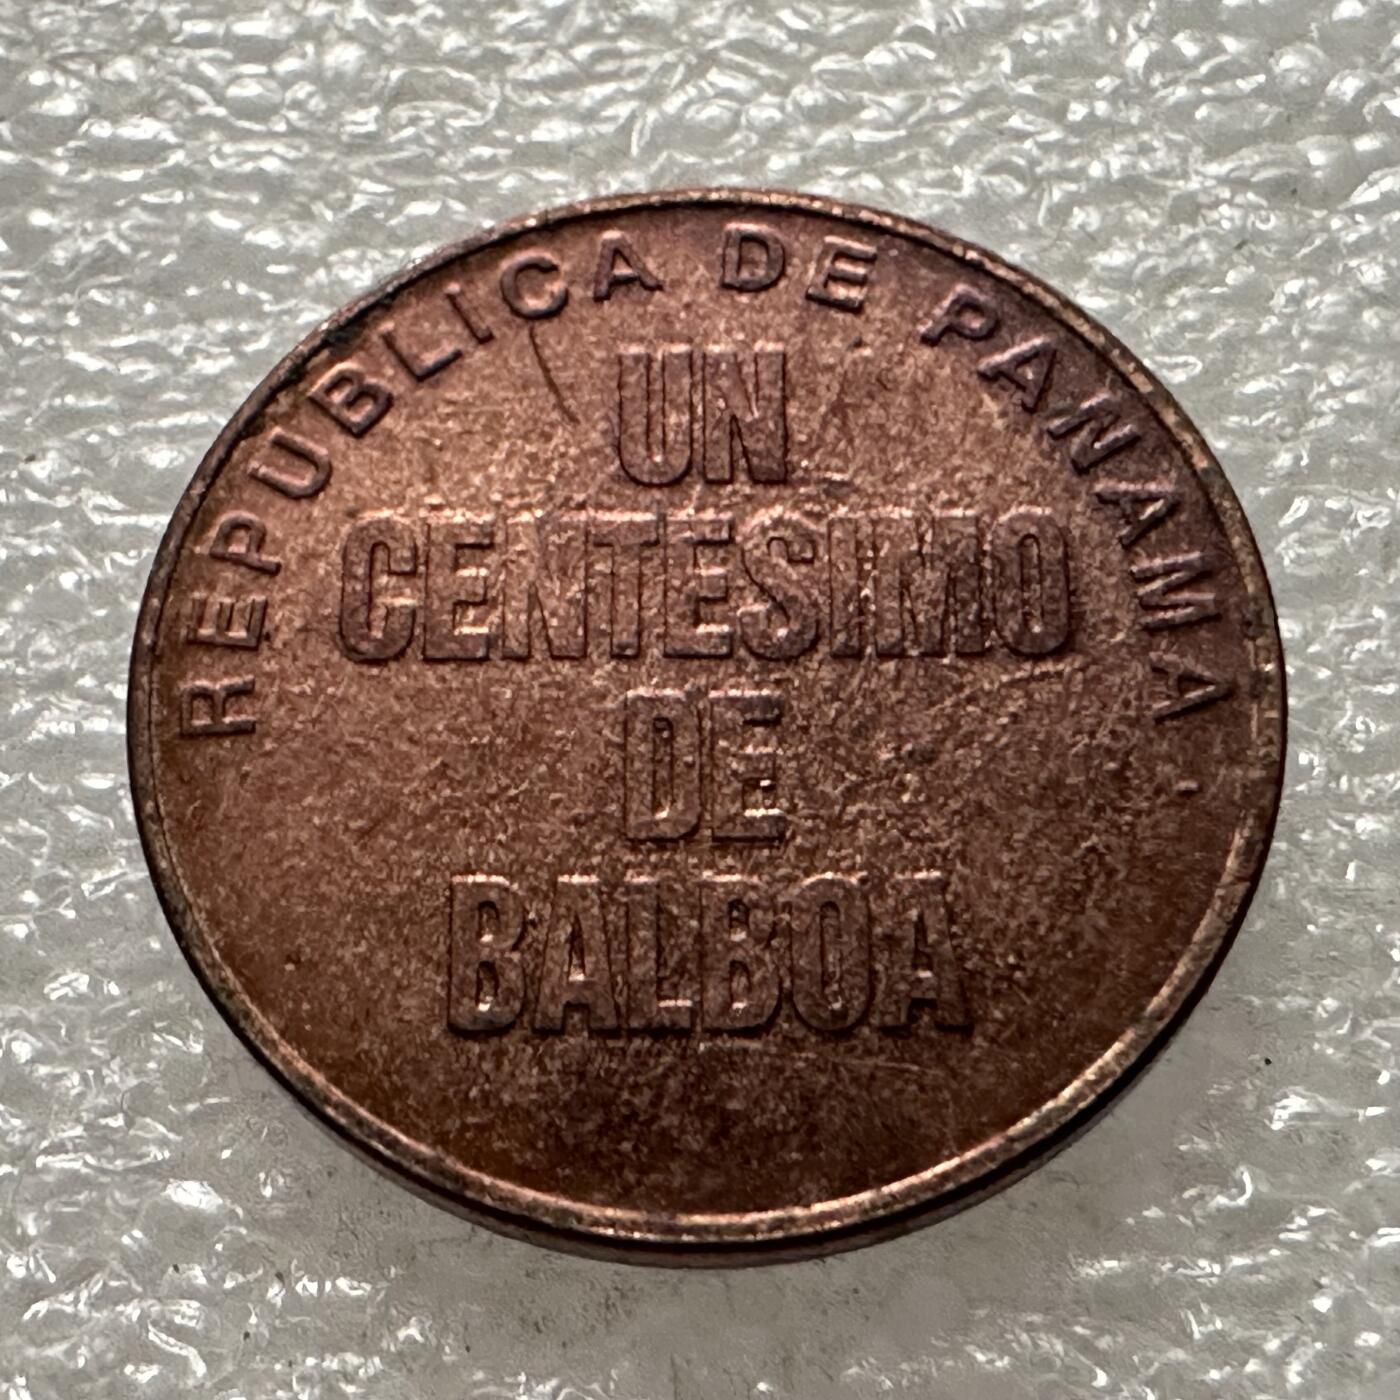 REPUBLICA DE PANAMA
UN
CENTESIMO
DE
BALBOA